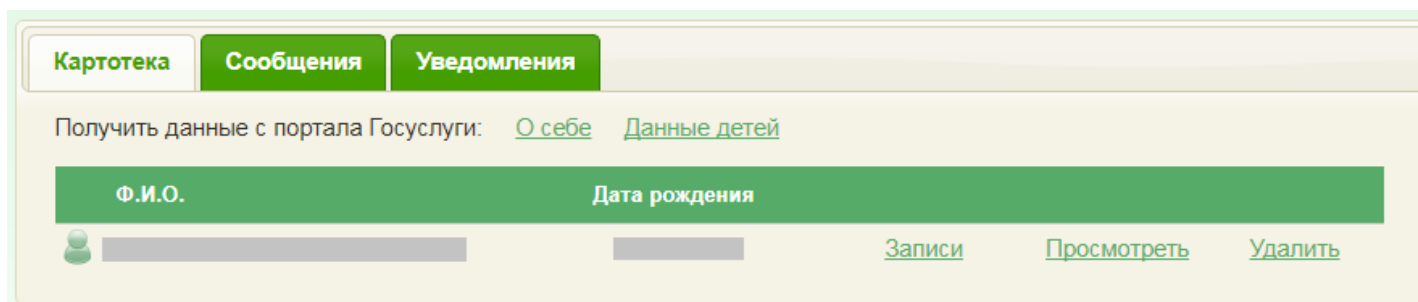 Картотека Сообщения Уведомления
Получить данные с портала Госуслуги: О себе Данные детей
Ф.И.О. Дата рождения
Записи Просмотреть Удалить